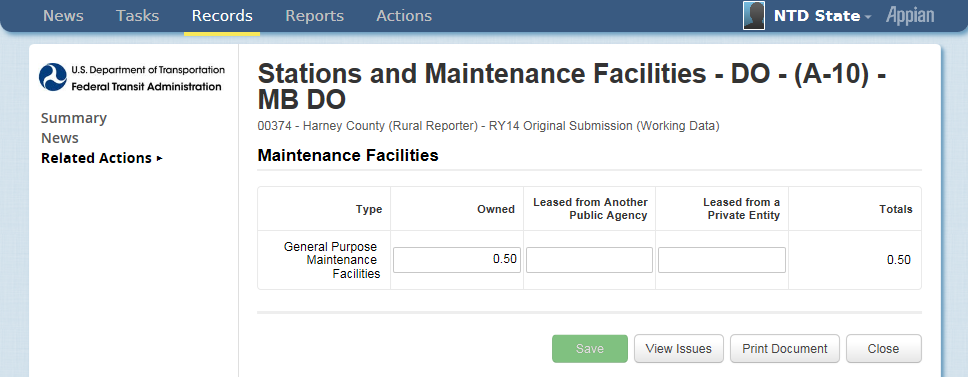 News Tasks Records Reports Actions NTD State Appian
U.S. Department of Transportation
Federal Transit Administration
Summary
News
Related Actions
Stations and Maintenance Facilities - DO - (A-10) -
MB DO
00374 - Harney County (Rural Reporter) - RY14 Original Submission (Working Data)
Maintenance Facilities
Type Owned Leased from Another Public Agency Leased from a Private Entity Totals
General Purpose
Maintenance
Facilities
0.50 0.50
Save View Issues Print Document Close